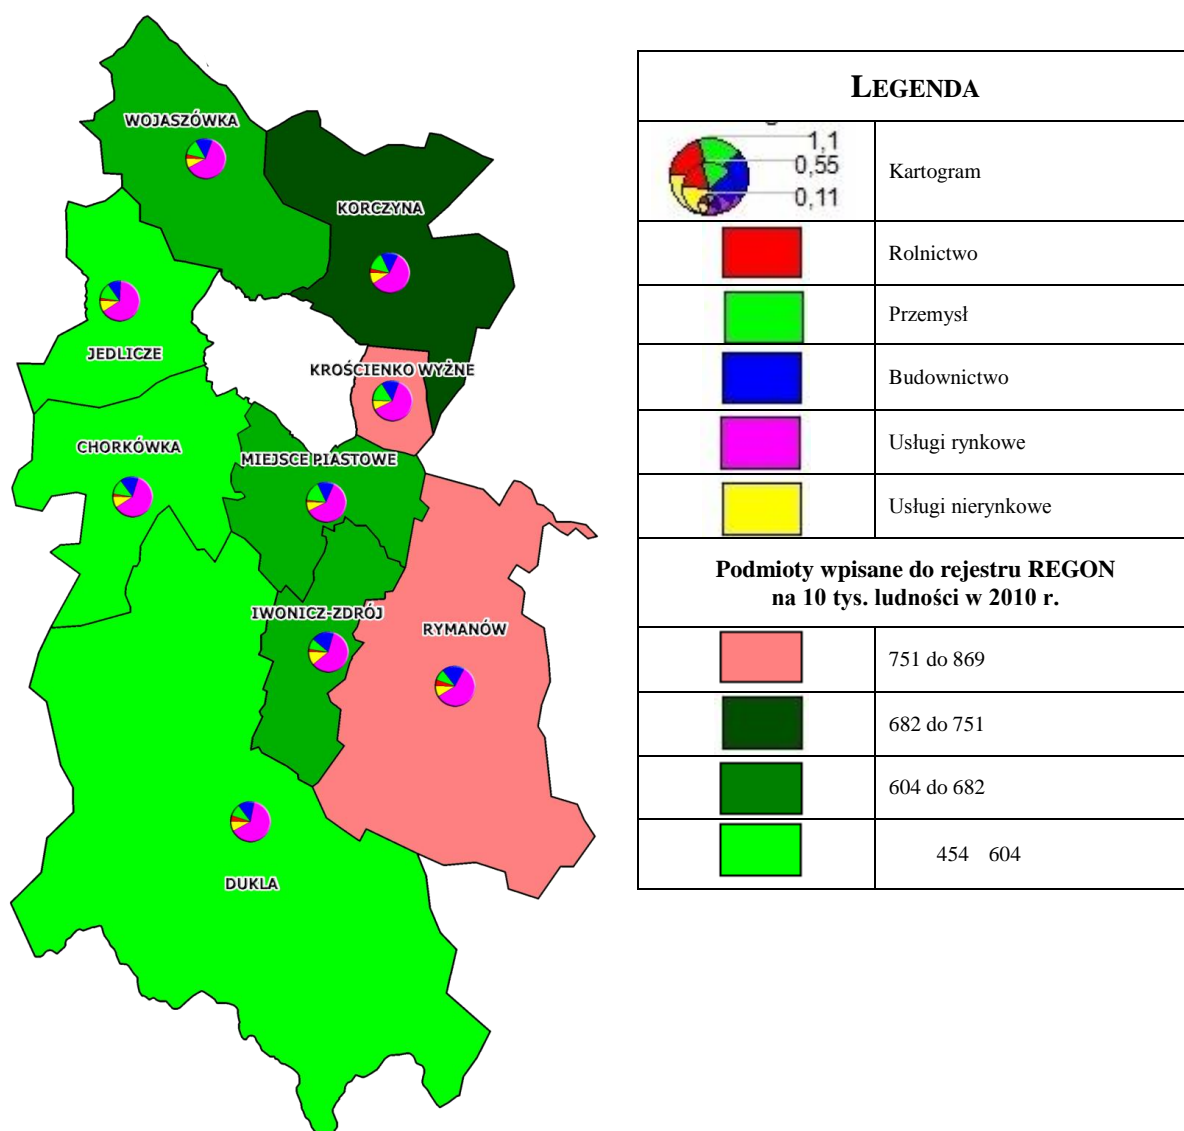 WOJASZÓWKA
KORCZYNA
JEDLICZE
KROŚCIENKO WYŻNE
CHORKÓWKA
MIEJSCE PIASTOWE
IWONICZ-ZDRÓJ
RYMANÓW
DUKLA
LEGENDA
1,1
0,55
0,11
Kartogram
Rolnictwo
Przemysł
Budownictwo
Usługi rynkowe
Usługi nierynkowe
Podmioty wpisane do rejestru REGON
na 10 tys. ludności w 2010 r.
751 do 869
682 do 751
604 do 682
454 604